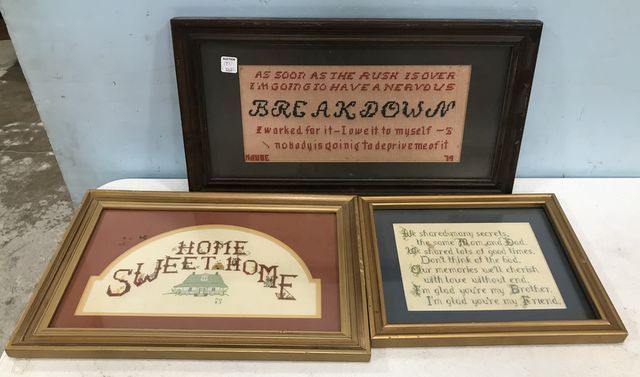 AS SOON AS THE RUSH IS OVER
I'M GOING TO HAVE A NERVOUS
BREAKDOWN
I worked for it - I owe it to myself - &
nobody is going to deprive me of it
HOME
SWEET HOME
We shared many secrets,
the same Mom, and Dad.
We shared lots of good times,
Don't think of the bad.
Our memories we'll cherish
with love without end.
I'm glad you're my Brother,
I'm glad you're my Friend.